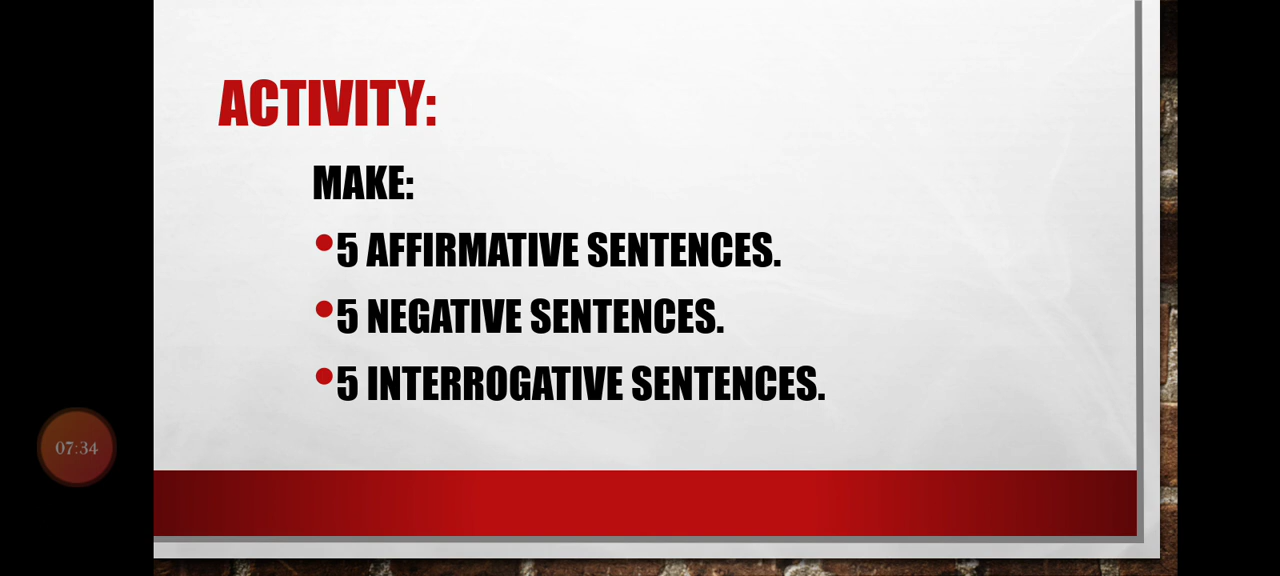 ACTIVITY:
MAKE:
•5 AFFIRMATIVE SENTENCES.
•5 NEGATIVE SENTENCES.
•5 INTERROGATIVE SENTENCES.
07:34